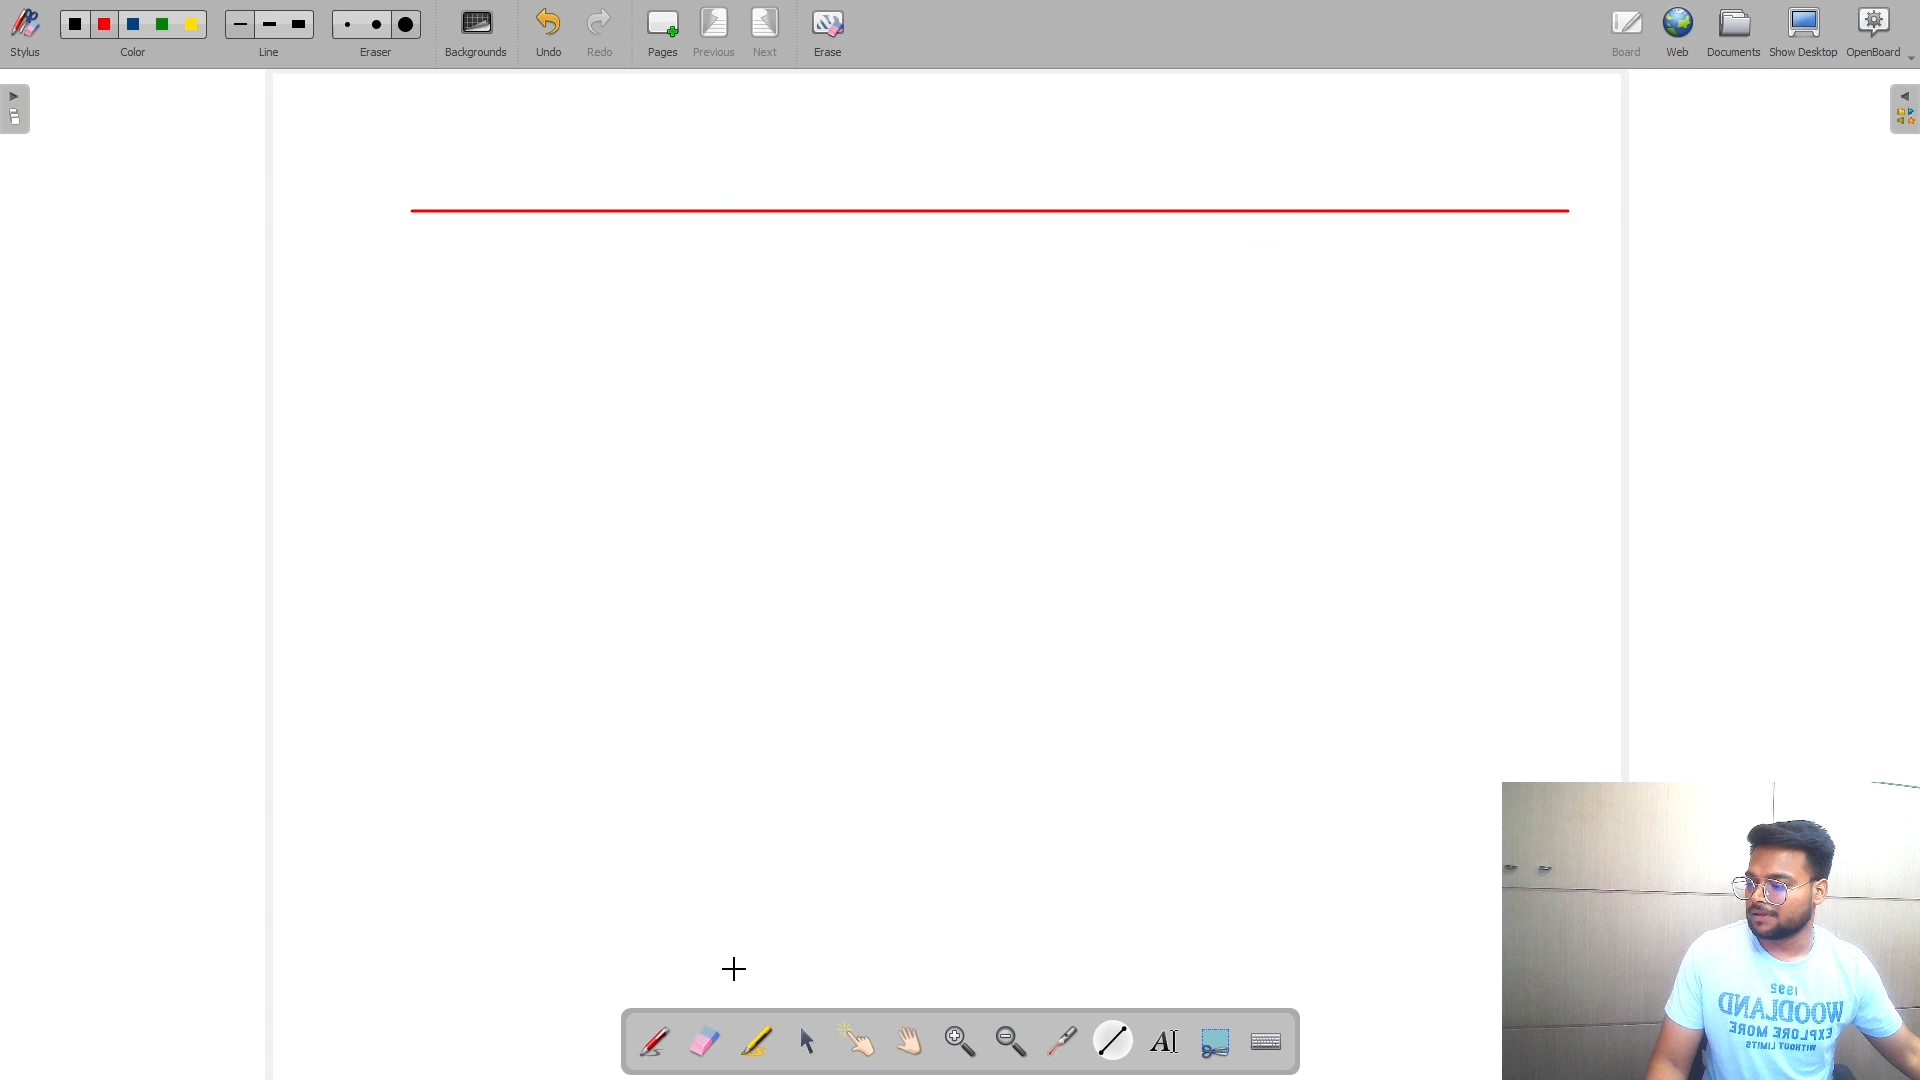 Stylus
Color
Line
Eraser
Backgrounds
Undo
Redo
Pages
Previous
Next
Erase
Board
Web
Documents
Show Desktop
OpenBoard
1992
WOODLAND
EXPLORE MORE
WITHOUT LIMITS